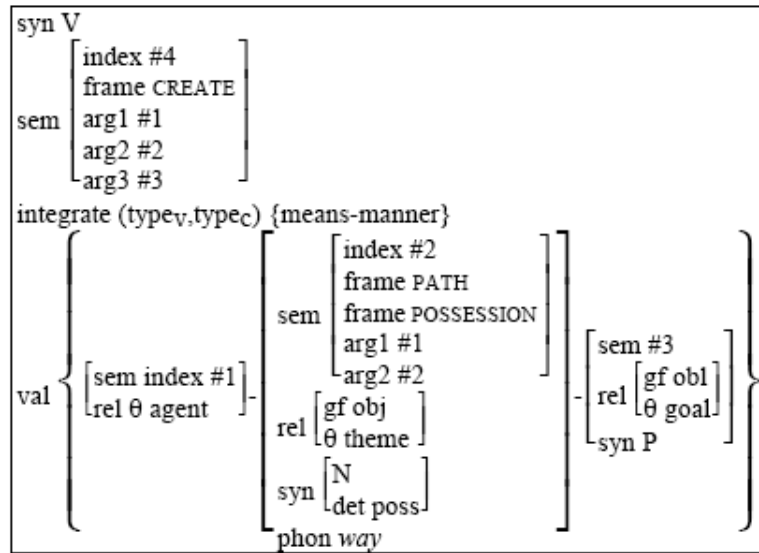 syn V
index #4
frame CREATE
sem
arg1 #1
arg2 #2
arg3 #3
integrate (typeV,typeC) {means-manner}
index #2
frame PATH
sem
frame POSSESSION
arg1 #1
arg2 #2
sem #3
val
sem index #1
rel θ agent
-
rel
gf obj
θ theme
-
rel
gf obl
θ goal
syn P
syn
N
det poss
phon way